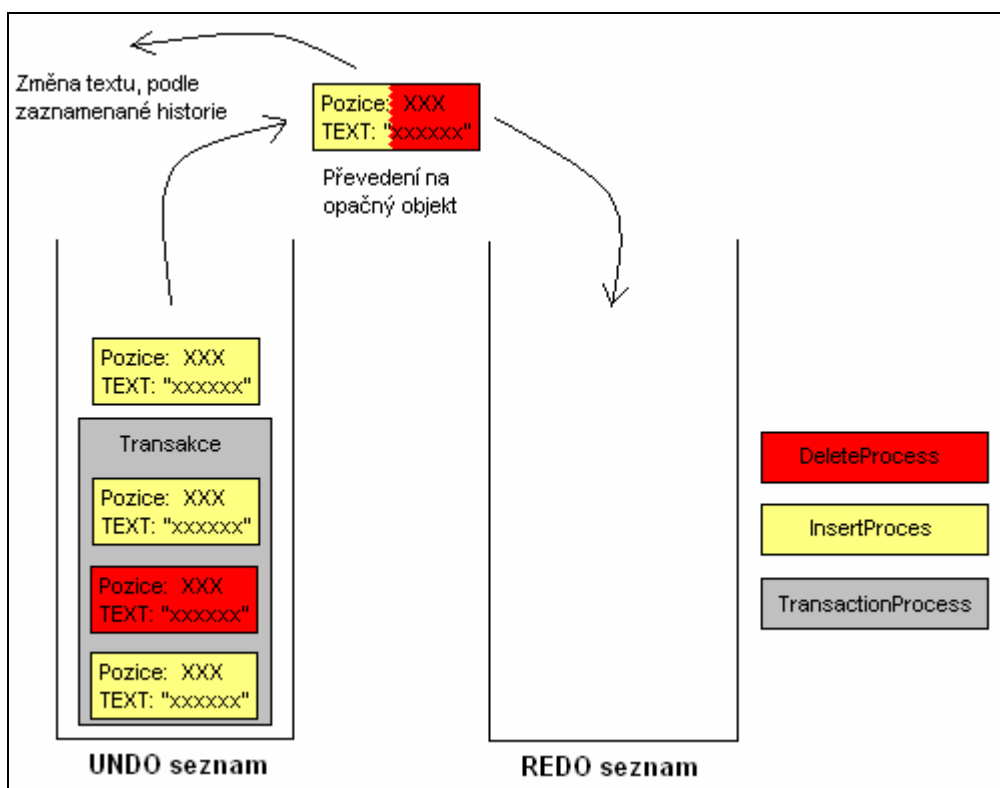 Změna textu, podle
zaznamenané historie
Pozice: XXX
TEXT: "xxxxxx"
Převedení na
opačný objekt
Pozice: XXX
TEXT: "xxxxxx"
Transakce
Pozice: XXX
TEXT: "xxxxxx"
Pozice: XXX
TEXT: "xxxxxx"
Pozice: XXX
TEXT: "xxxxxx"
UNDO seznam
REDO seznam
DeleteProcess
InsertProces
TransactionProcess